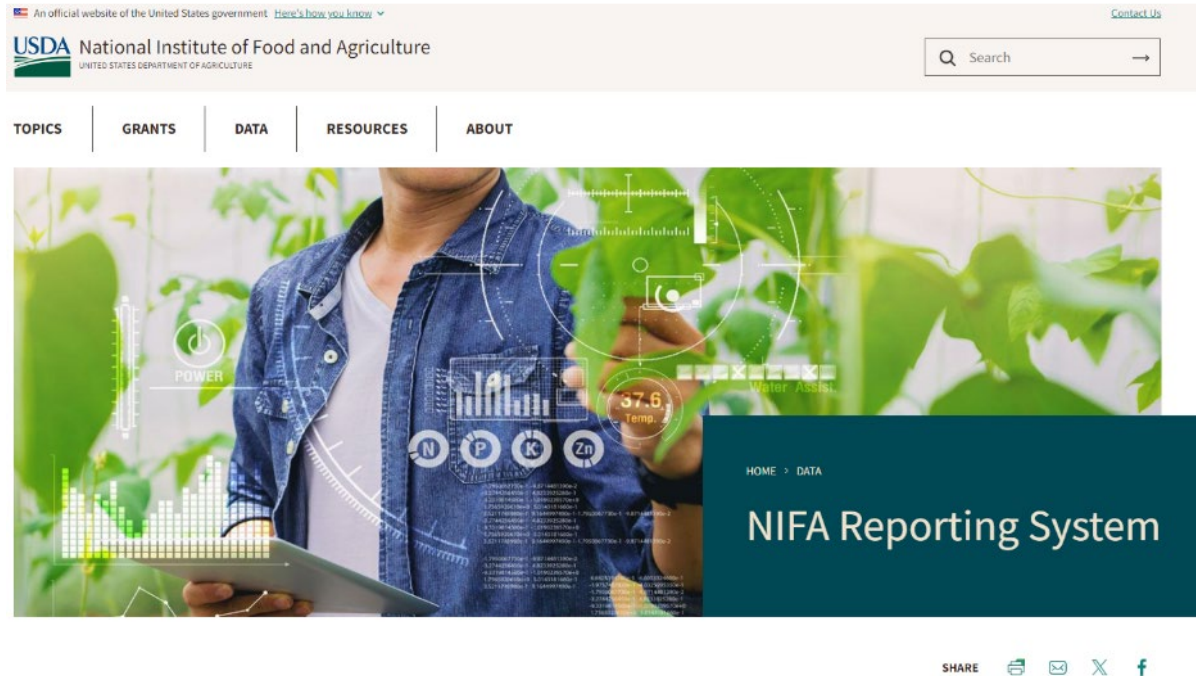 An official website of the United States government Here's how you know
Contact Us
USDA National Institute of Food and Agriculture
UNITED STATES DEPARTMENT OF AGRICULTURE
Search
TOPICS GRANTS DATA RESOURCES ABOUT
POWER
37.6
Temp.
Water Assist
N P K Zn
HOME > DATA
NIFA Reporting System
SHARE